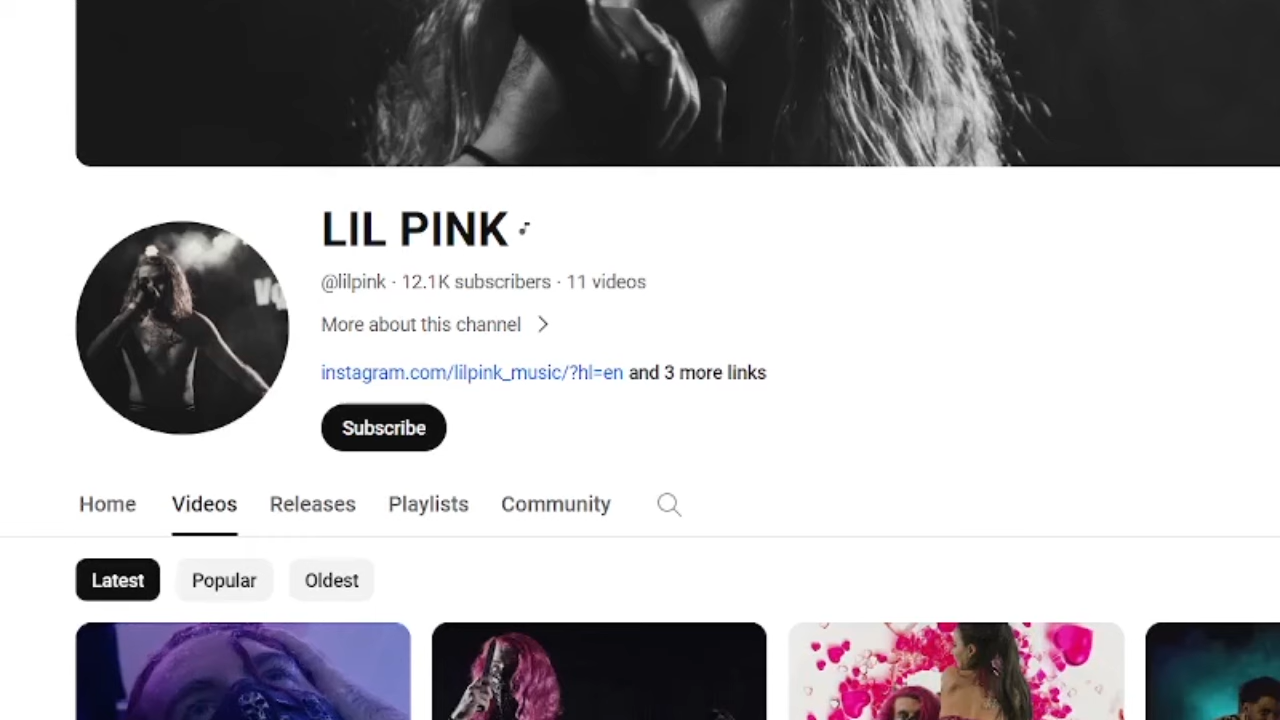 LIL PINK
@lilpink · 12.1K subscribers · 11 videos
More about this channel
instagram.com/lilpink_music/?hl=en and 3 more links
Subscribe
Home Videos Releases Playlists Community
Latest Popular Oldest